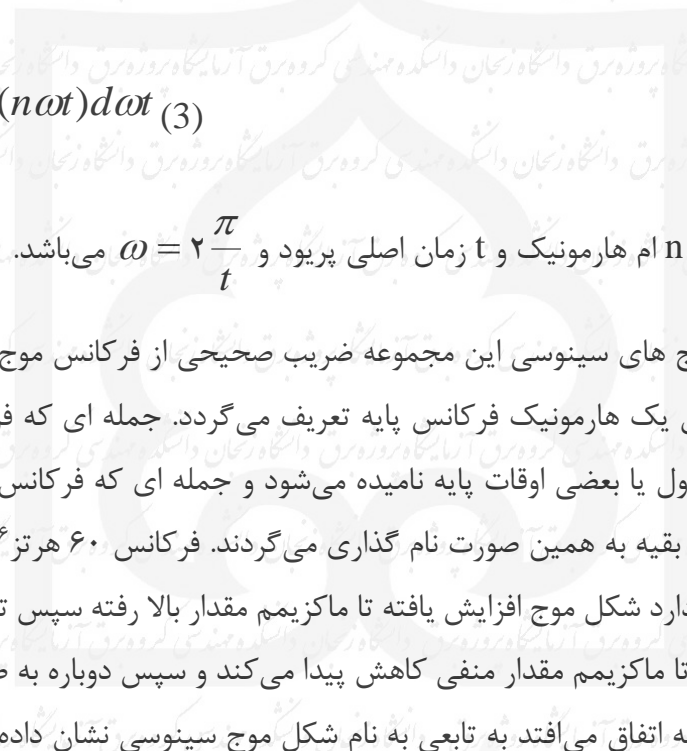 (nωt)dωt (3)
n ام هارمونیک و t زمان اصلی پریود و ω = ۲ π/t می‌باشد.
های سینوسی این مجموعه ضریب صحیحی از فرکانس موج
یک هارمونیک فرکانس پایه تعریف می‌گردد. جمله ای که
ول یا بعضی اوقات پایه نامیده می‌شود و جمله ای که فرکانس
بقیه به همین صورت نام گذاری می‌گردند. فرکانس ۶۰ هرتز۶
دارد شکل موج افزایش یافته تا ماکزیمم مقدار بالا رفته سپس
تا ماکزیمم مقدار منفی کاهش پیدا می‌کند و سپس دوباره به
اتفاق می‌افتد به تابعی به نام شکل موج سینوسی نشان داده